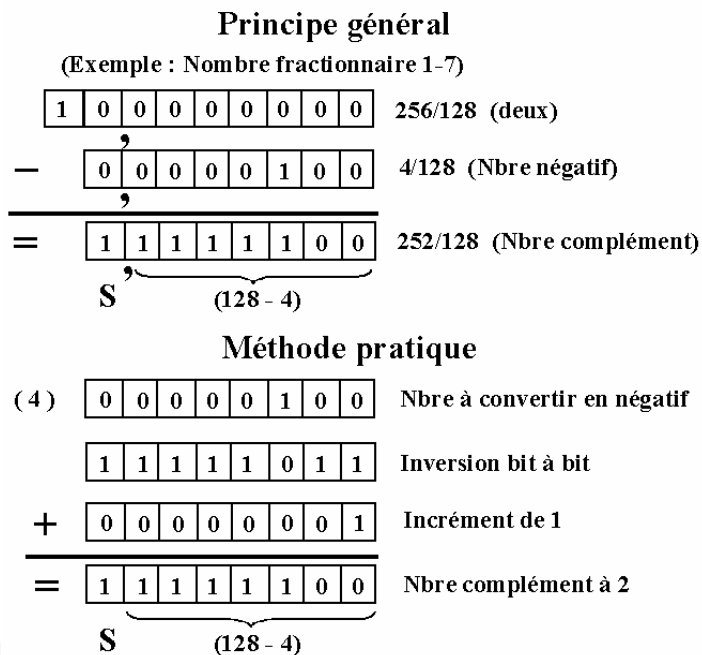 Principe général
(Exemple : Nombre fractionnaire 1-7)
1 0 0 0 0 0 0 0 0 256/128 (deux)
,
− 0 0 0 0 0 1 0 0 4/128 (Nbre négatif)
,
= 1 1 1 1 1 1 0 0 252/128 (Nbre complément)
,
S (128 - 4)
Méthode pratique
( 4 ) 0 0 0 0 0 1 0 0 Nbre à convertir en négatif
1 1 1 1 1 0 1 1 Inversion bit à bit
+ 0 0 0 0 0 0 0 1 Incrément de 1
= 1 1 1 1 1 1 0 0 Nbre complément à 2
S (128 - 4)